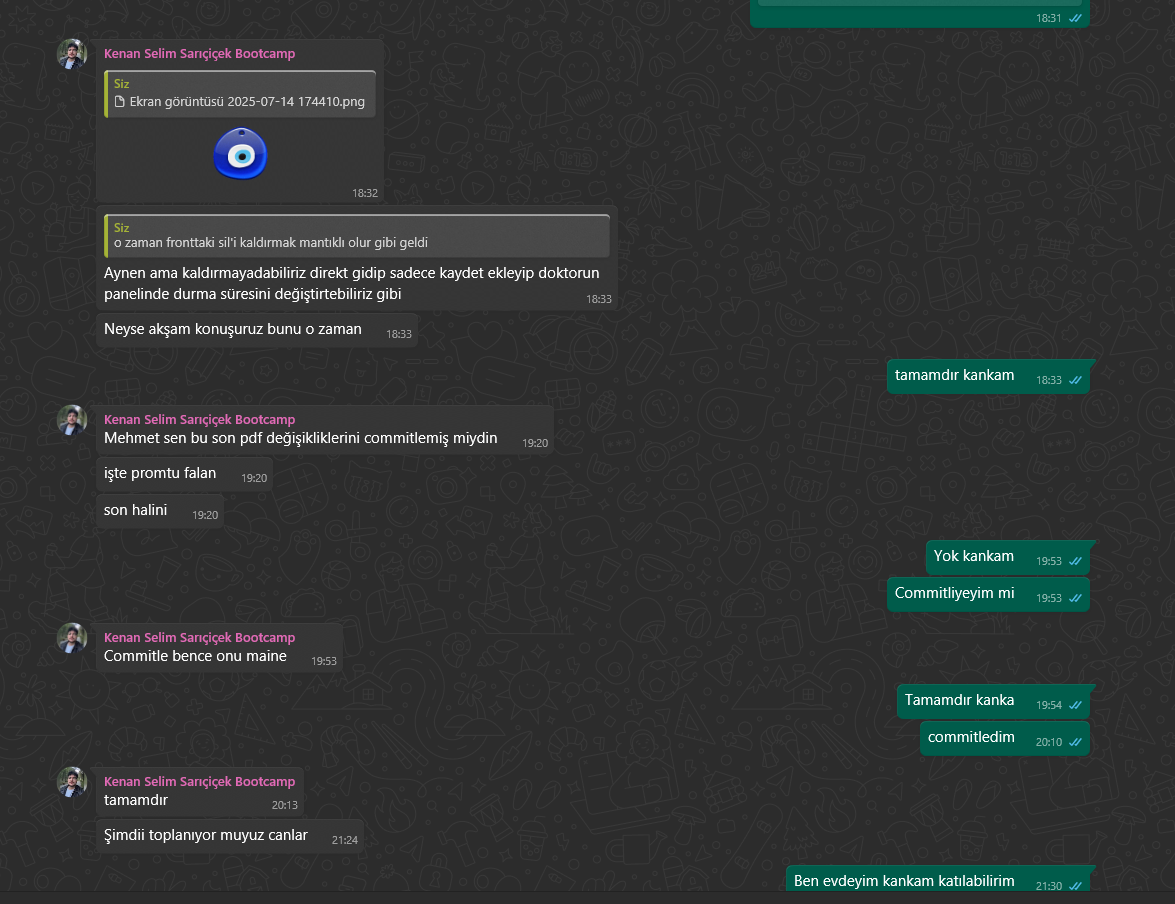 18:31
Kenan Selim Sarıçiçek Bootcamp
Siz
Ekran görüntüsü 2025-07-14 174410.png
18:32
Siz
o zaman fronttaki sil'i kaldırmak mantıklı olur gibi geldi
Aynen ama kaldırmayadabiliriz direkt gidip sadece kaydet ekleyip doktorun
panelinde durma süresini değiştirtebiliriz gibi
18:33
Neyse akşam konuşuruz bunu o zaman
18:33
tamamdır kankam
18:33
Kenan Selim Sarıçiçek Bootcamp
Mehmet sen bu son pdf değişikliklerini commitlemiş miydin
19:20
işte promtu falan
19:20
son halini
19:20
Yok kankam
19:53
Commitliyeyim mi
19:53
Kenan Selim Sarıçiçek Bootcamp
Commitle bence onu maine
19:53
Tamamdır kanka
19:54
commitledim
20:10
Kenan Selim Sarıçiçek Bootcamp
tamamdır
20:13
Şimdii toplanıyor muyuz canlar
21:24
Ben evdeyim kankam katılabilirim
21:30